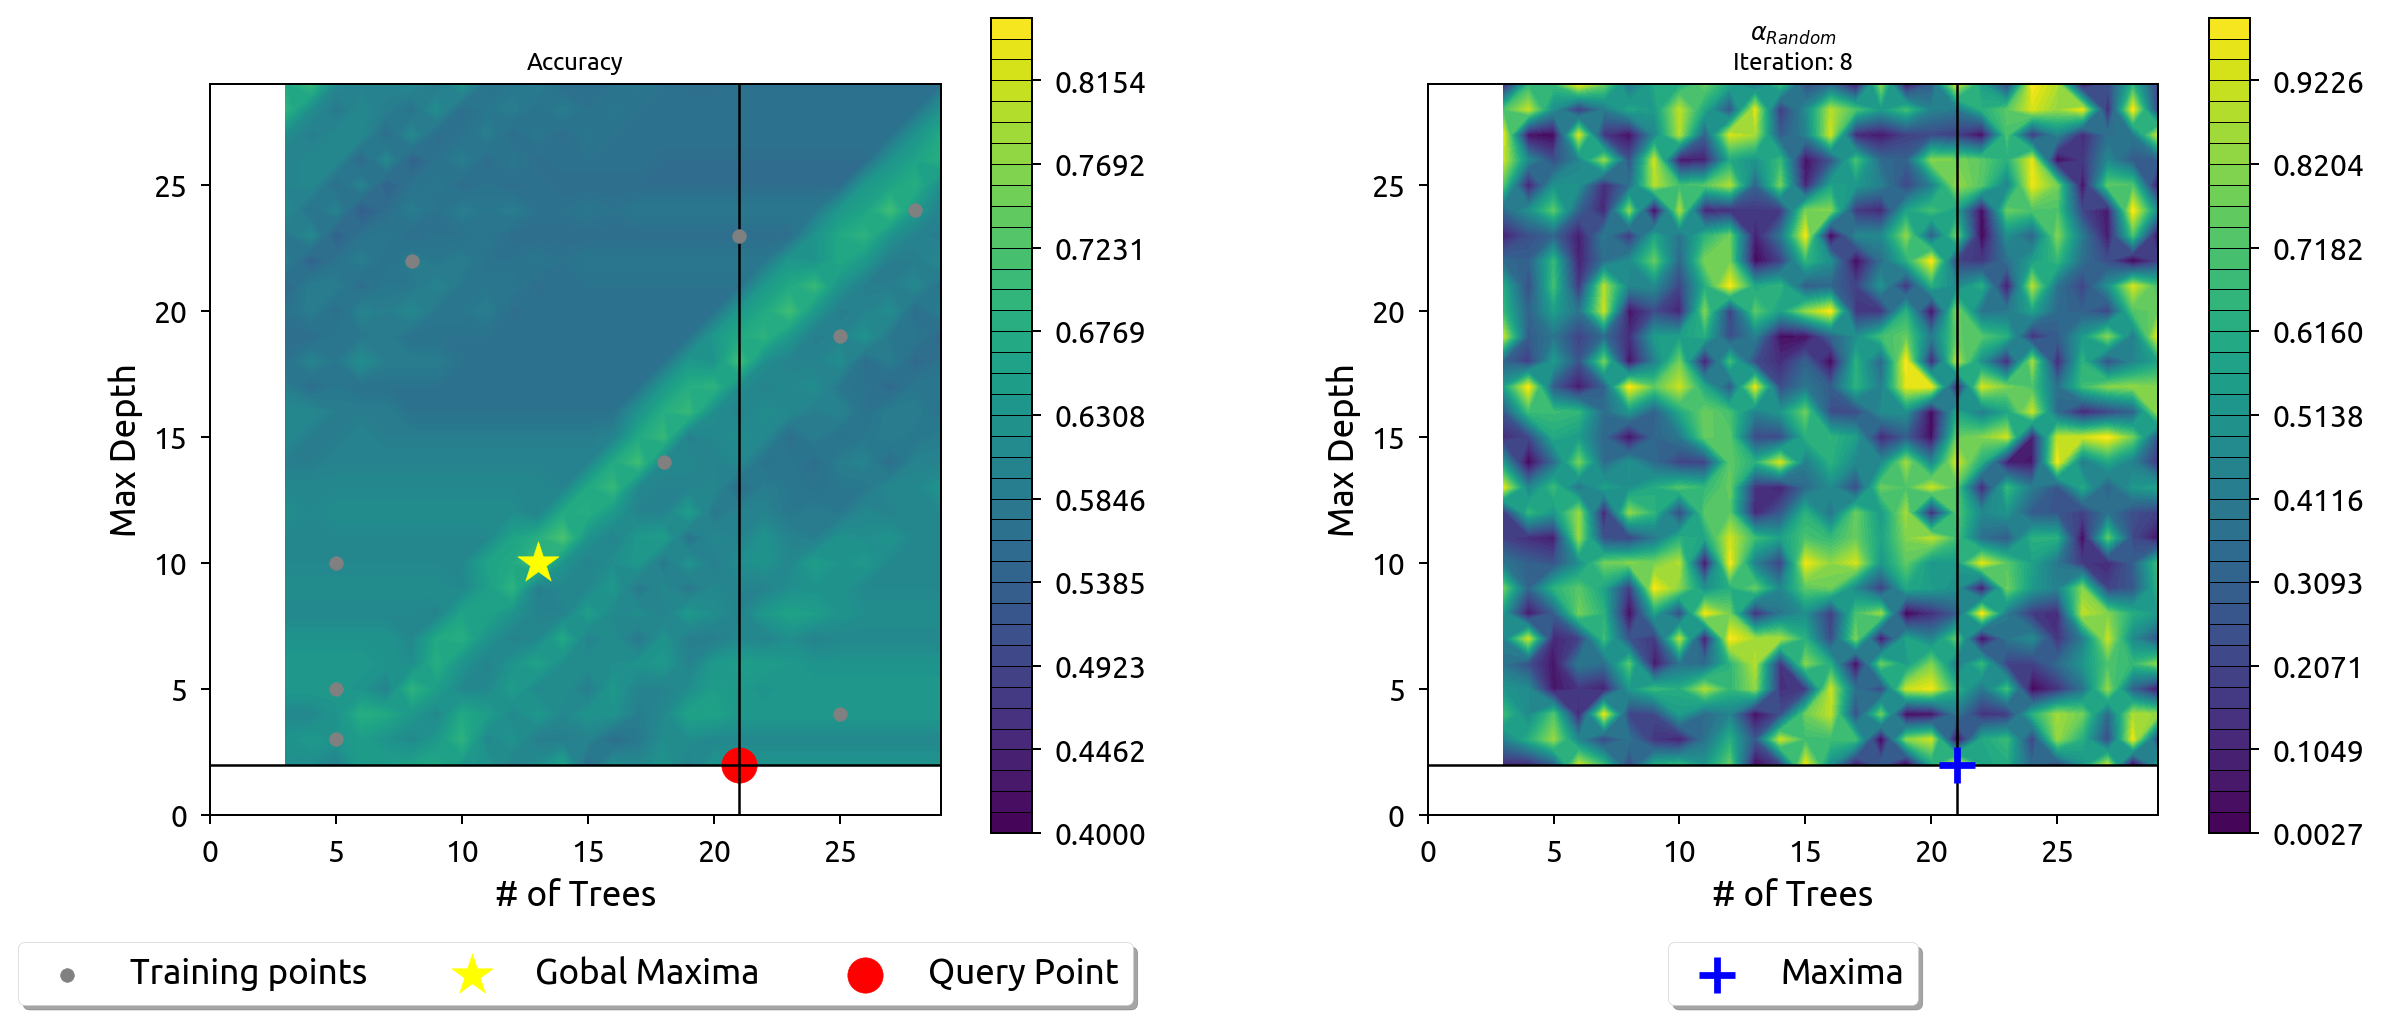 Accuracy
Max Depth
25
20
15
10
5
0
0 5 10 15 20 25
# of Trees
0.8154
0.7692
0.7231
0.6769
0.6308
0.5846
0.5385
0.4923
0.4462
0.4000
Training points Gobal Maxima Query Point
α Random
Iteration: 8
Max Depth
25
20
15
10
5
0
0 5 10 15 20 25
# of Trees
0.9226
0.8204
0.7182
0.6160
0.5138
0.4116
0.3093
0.2071
0.1049
0.0027
Maxima